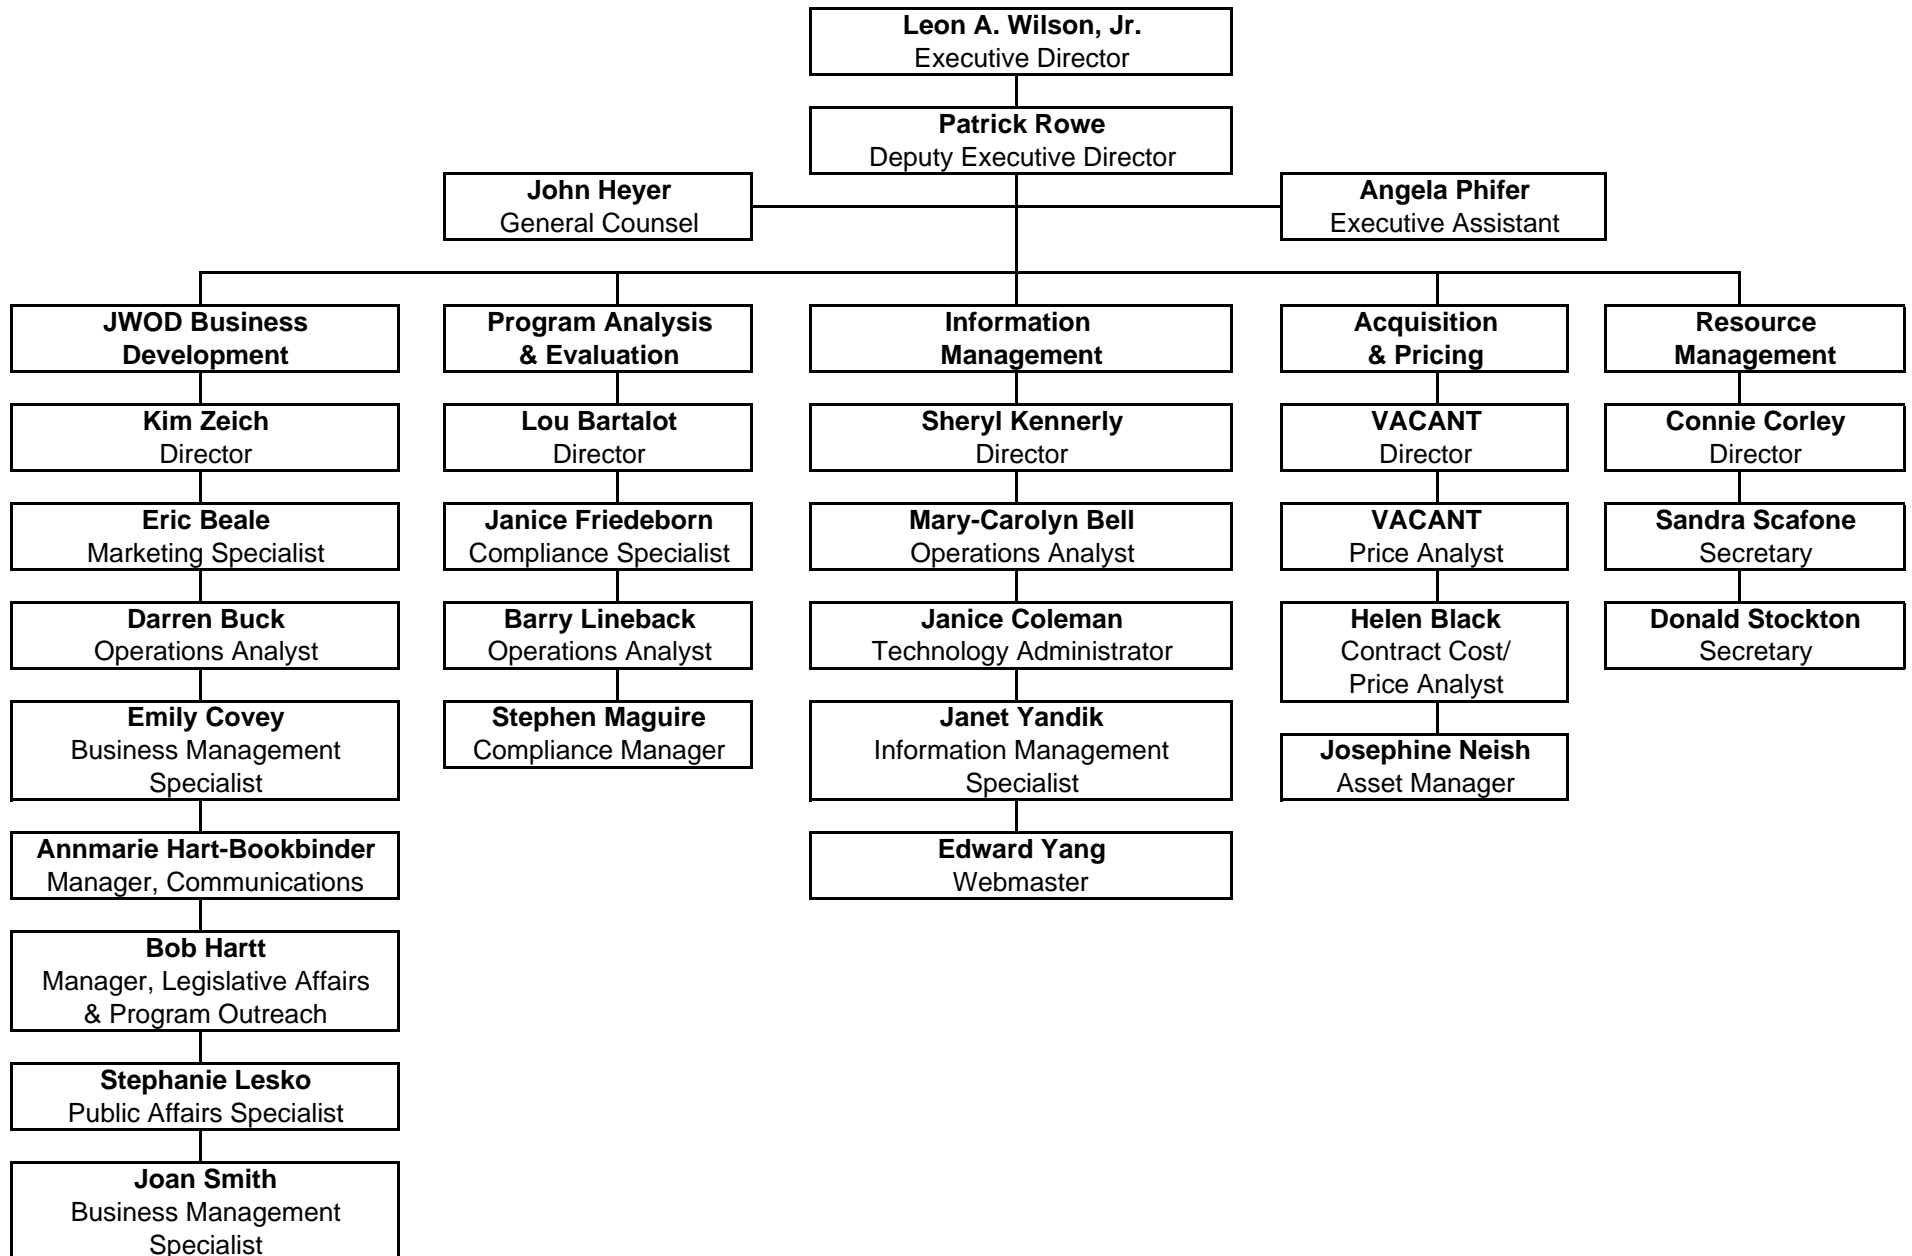 Leon A. Wilson, Jr.
Executive Director
Patrick Rowe
Deputy Executive Director
John Heyer
General Counsel
Angela Phifer
Executive Assistant
JWOD Business
Development
Kim Zeich
Director
Eric Beale
Marketing Specialist
Darren Buck
Operations Analyst
Emily Covey
Business Management
Specialist
Annmarie Hart-Bookbinder
Manager, Communications
Bob Hartt
Manager, Legislative Affairs
& Program Outreach
Stephanie Lesko
Public Affairs Specialist
Joan Smith
Business Management
Specialist
Program Analysis
& Evaluation
Lou Bartalot
Director
Janice Friedeborn
Compliance Specialist
Barry Lineback
Operations Analyst
Stephen Maguire
Compliance Manager
Information
Management
Sheryl Kennerly
Director
Mary-Carolyn Bell
Operations Analyst
Janice Coleman
Technology Administrator
Janet Yandik
Information Management
Specialist
Edward Yang
Webmaster
Acquisition
& Pricing
VACANT
Director
VACANT
Price Analyst
Helen Black
Contract Cost/
Price Analyst
Josephine Neish
Asset Manager
Resource
Management
Connie Corley
Director
Sandra Scafone
Secretary
Donald Stockton
Secretary